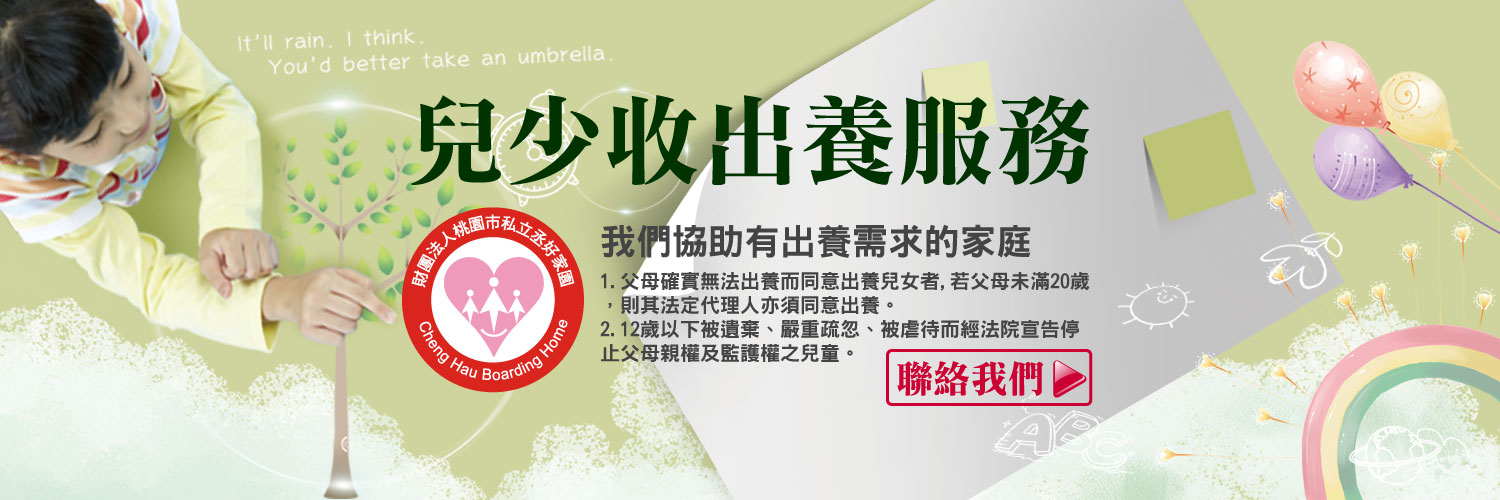 It'll rain. I think.
You'd better take an umbrella.
兒少收出養服務
財團法人桃園市私立丞好家園
Cheng Hau Boarding Home
我們協助有出養需求的家庭
1. 父母確實無法出養而同意出養兒女者, 若父母未滿20歲
，則其法定代理人亦須同意出養。
2. 12歲以下被遺棄、嚴重疏忽、被虐待而經法院宣告停
止父母親權及監護權之兒童。
聯絡我們
ABC